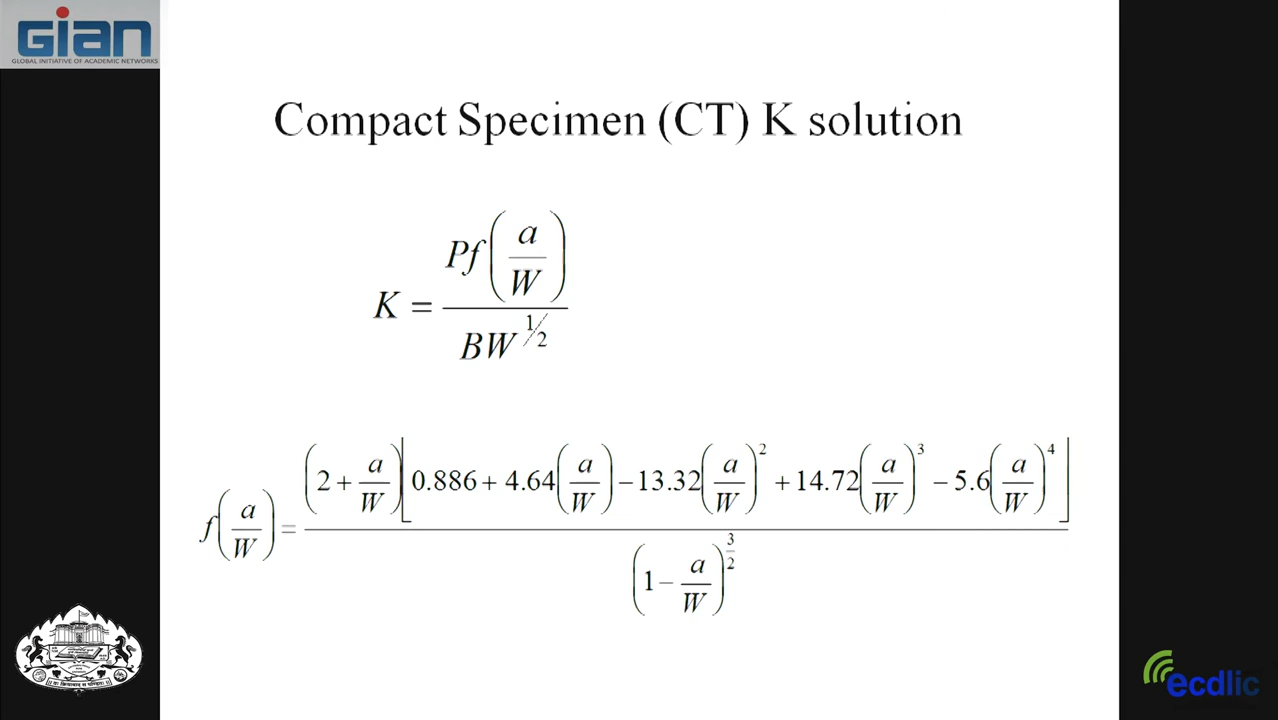 GIAN
GLOBAL INITIATIVE OF ACADEMIC NETWORKS
Compact Specimen (CT) K solution
K = Pf(a/W) / BW^(1/2)
f(a/W) = (2 + a/W)[0.886 + 4.64(a/W) − 13.32(a/W)^2 + 14.72(a/W)^3 − 5.6(a/W)^4] / (1 − a/W)^(3/2)
ecdlic